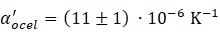 α′ocel = (11 ± 1) · 10⁻⁶ K⁻¹